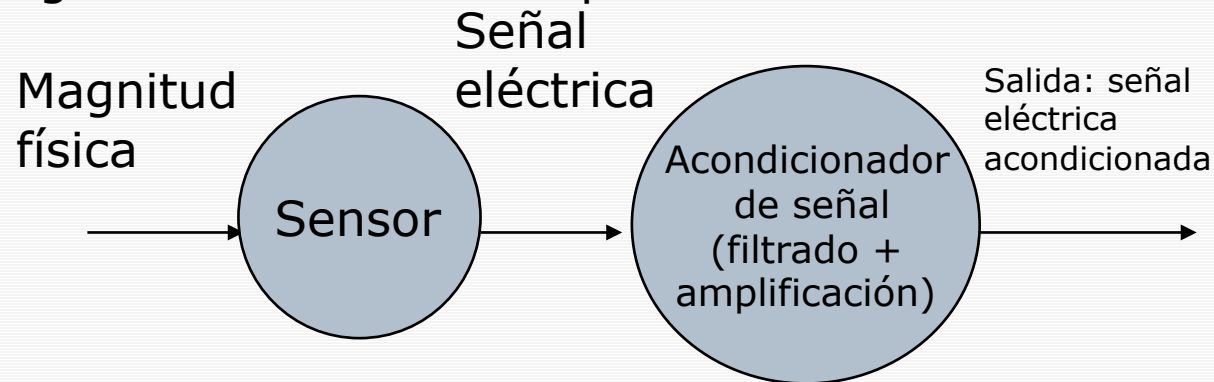 Magnitud
física
Sensor
Señal
eléctrica
Acondicionador
de señal
(filtrado +
amplificación)
Salida: señal
eléctrica
acondicionada